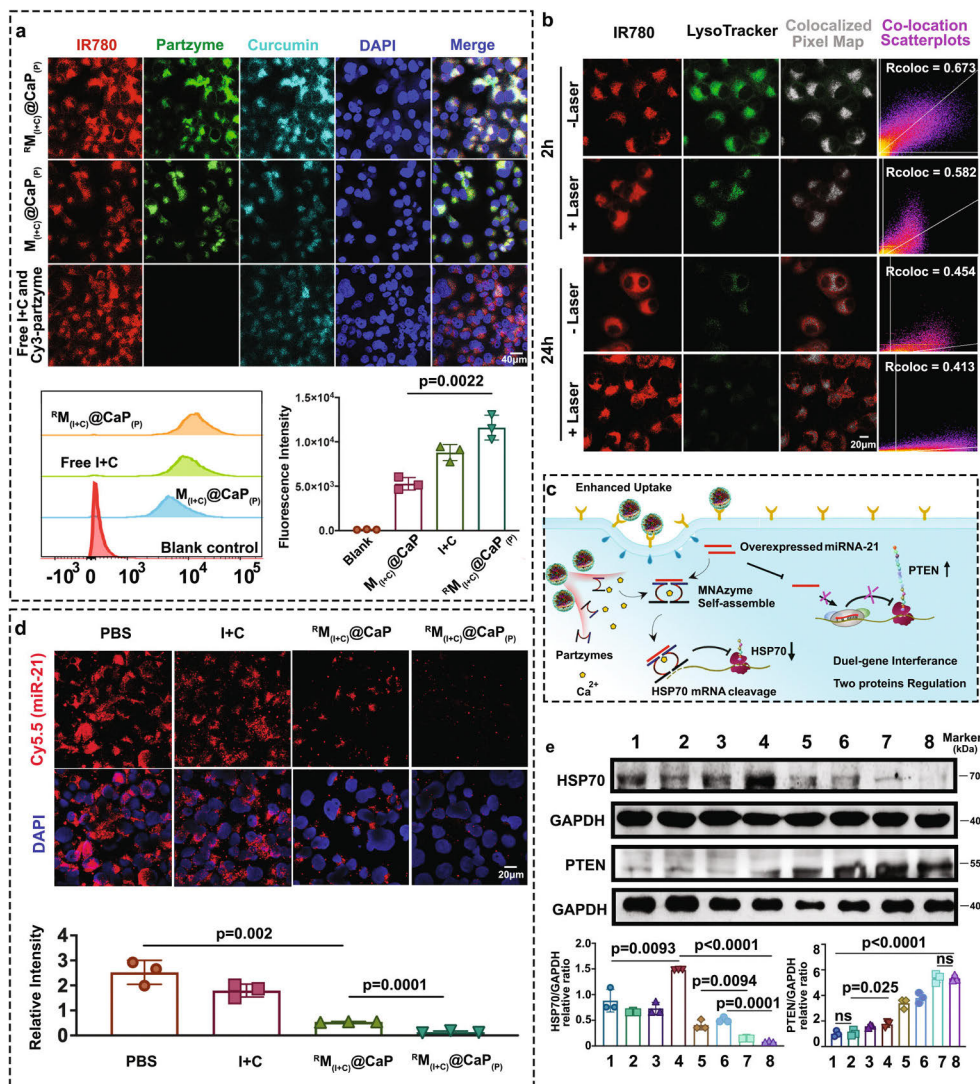 a
IR780 Partzyme Curcumin DAPI Merge
ᴿM(I+C)@CaP(P)
M(I+C)@CaP(P)
Free I+C and
Cy3-partzyme
40μm
ᴿM(I+C)@CaP(P)
Free I+C
M(I+C)@CaP(P)
Blank control
-10³ 0 10³ 10⁴ 10⁵
p=0.0022
Fluorescence Intensity
1.5×10⁴
1.0×10⁴
5.0×10³
0.0
Blank M(I+C)@CaP I+C ᴿM(I+C)@CaP(P)
b
IR780 LysoTracker Colocalized Pixel Map Co-location Scatterplots
2h
-Laser
Rcoloc = 0.673
+ Laser
Rcoloc = 0.582
24h
- Laser
Rcoloc = 0.454
+ Laser
Rcoloc = 0.413
20μm
c
Enhanced Uptake
Overexpressed miRNA-21
PTEN ↑
MNAzyme
Self-assemble
Partzymes
Ca²⁺
HSP70 ↓
HSP70 mRNA cleavage
Duel-gene Interferance
Two proteins Regulation
d
PBS I+C ᴿM(I+C)@CaP ᴿM(I+C)@CaP(P)
Cy5.5 (miR-21)
DAPI
20μm
Relative Intensity
4
3
2
1
0
p=0.002
p=0.0001
PBS I+C ᴿM(I+C)@CaP ᴿM(I+C)@CaP(P)
e
1 2 3 4 5 6 7 8 Marker (kDa)
HSP70 70
GAPDH 40
PTEN 55
GAPDH 40
HSP70/GAPDH
relative ratio
1.5
1.0
0.5
0.0
p=0.0093 p<0.0001
p=0.0094
p=0.0001
1 2 3 4 5 6 7 8
PTEN/GAPDH
relative ratio
8
6
4
2
0
p<0.0001
ns
p=0.025
ns
1 2 3 4 5 6 7 8